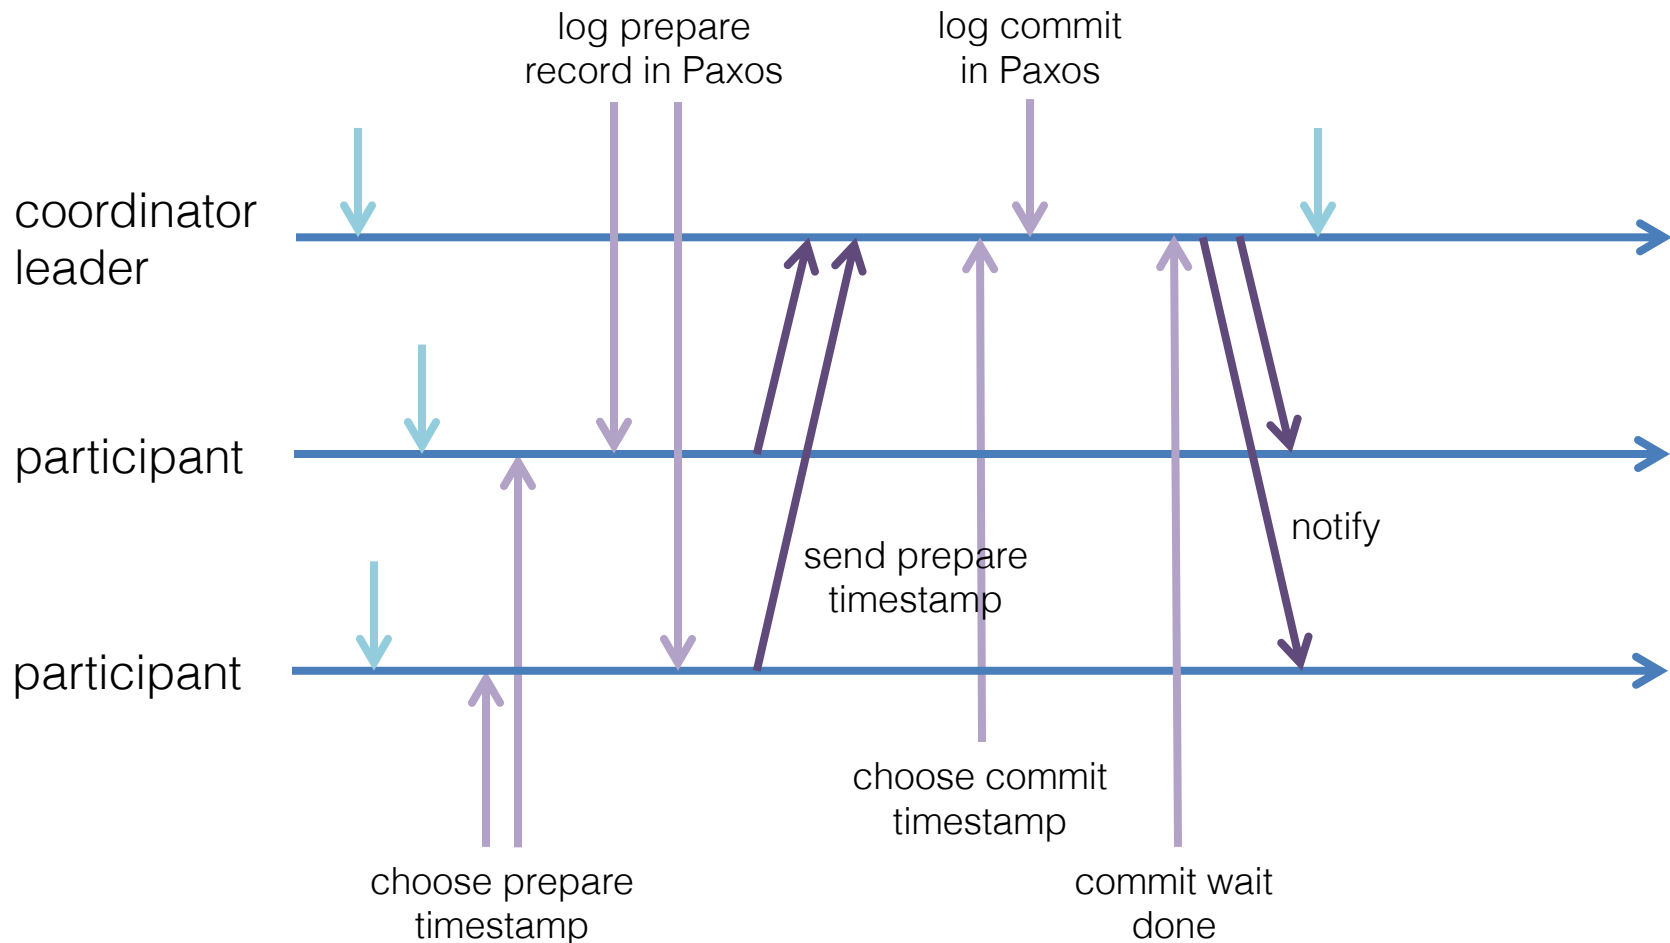 log prepare
record in Paxos
log commit
in Paxos
coordinator
leader
participant
notify
send prepare
timestamp
participant
choose commit
timestamp
choose prepare
timestamp
commit wait
done